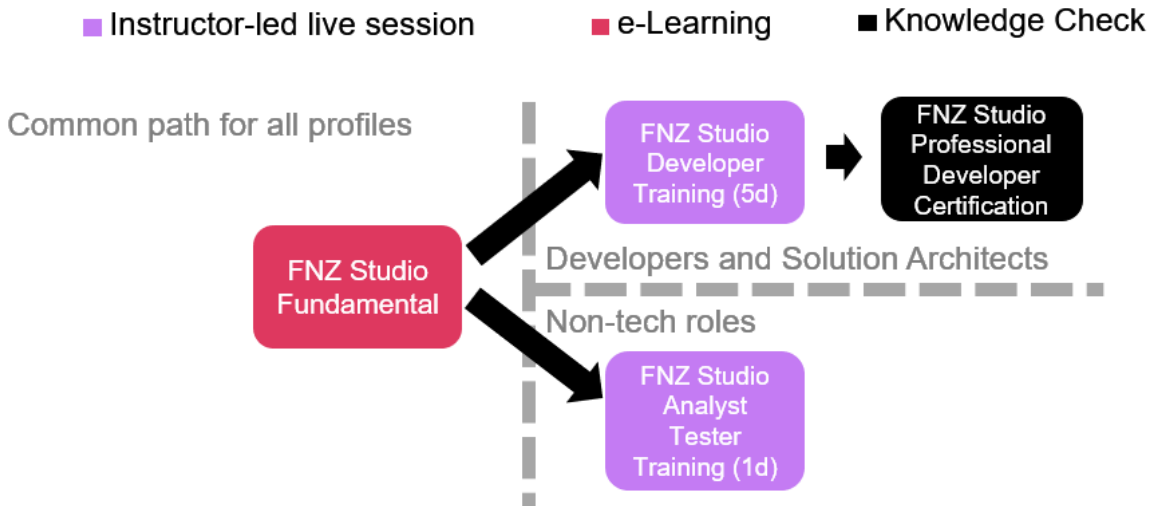 Instructor-led live session
e-Learning
Knowledge Check
Common path for all profiles
FNZ Studio
Fundamental
FNZ Studio
Developer
Training (5d)
FNZ Studio
Professional
Developer
Certification
Developers and Solution Architects
Non-tech roles
FNZ Studio
Analyst
Tester
Training (1d)